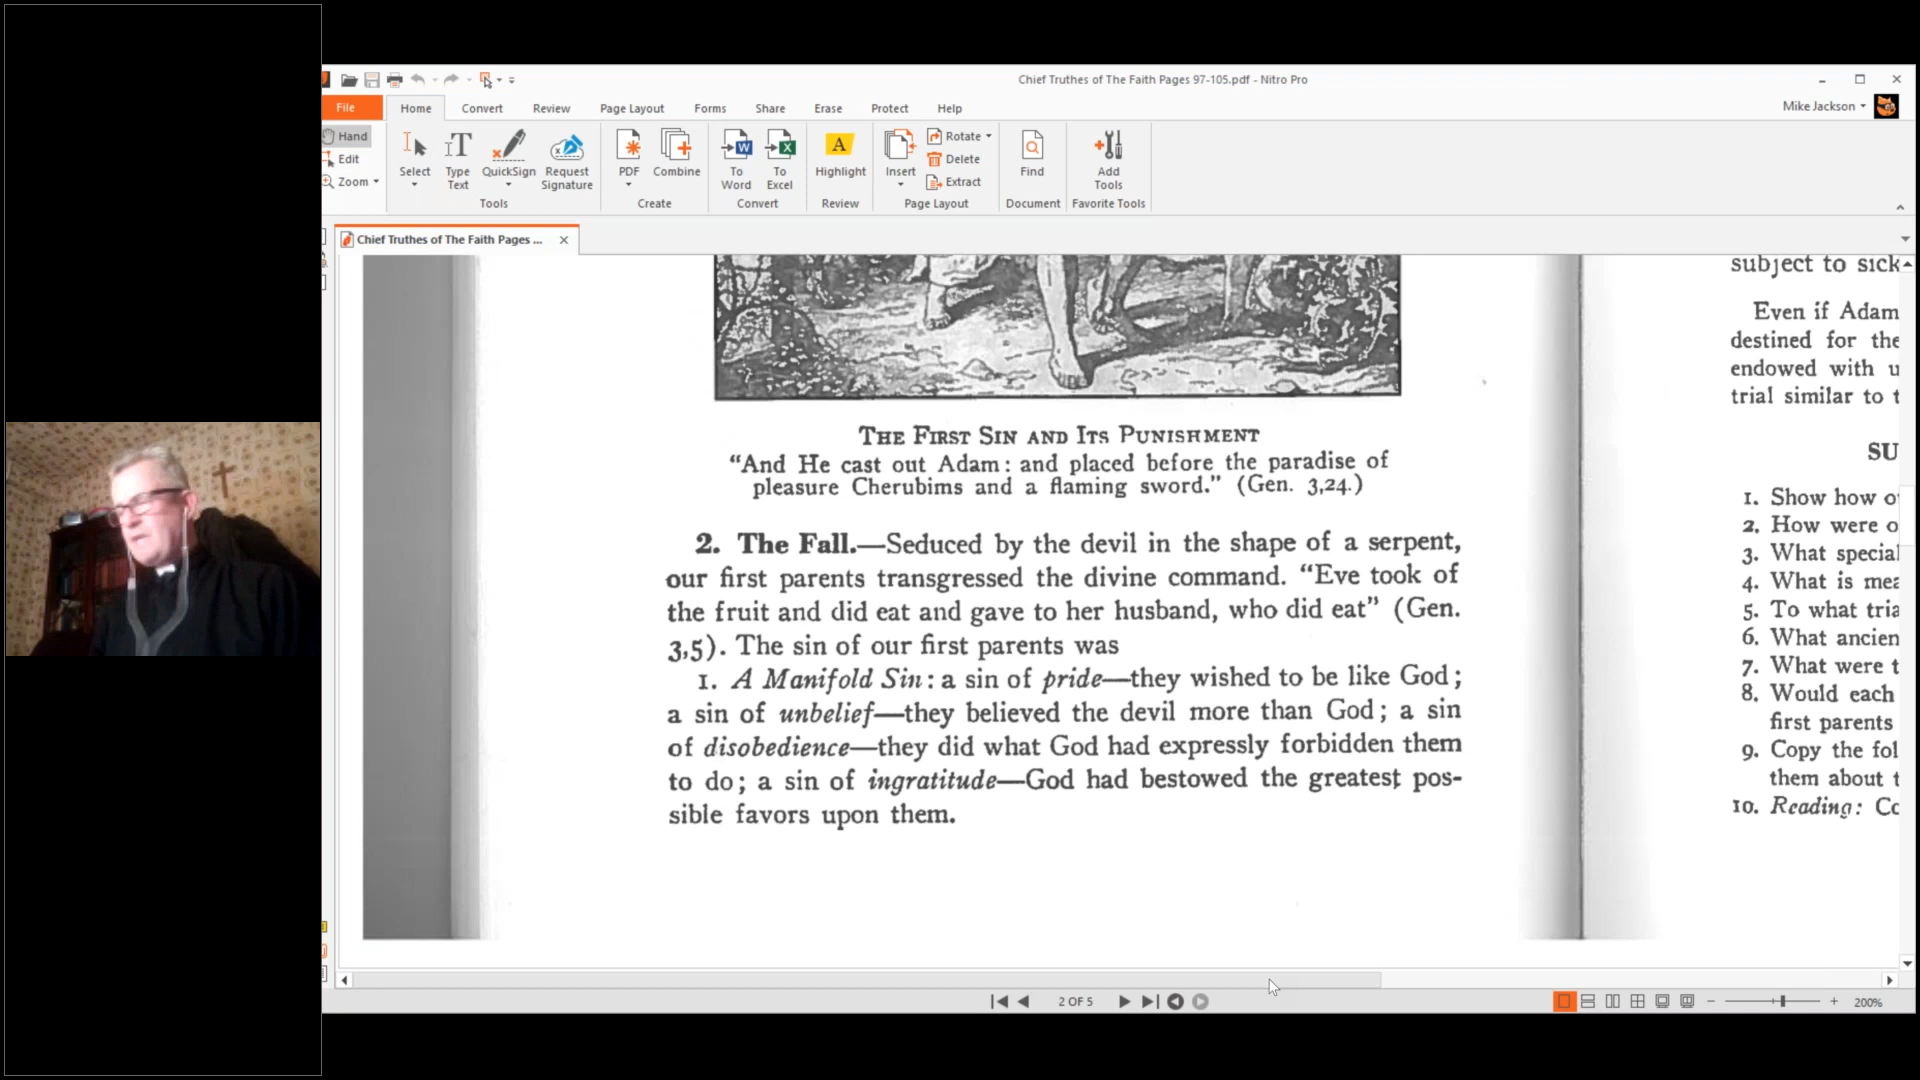 Chief Truthes of The Faith Pages 97-105.pdf - Nitro Pro
File
Home
Convert
Review
Page Layout
Forms
Share
Erase
Protect
Help
Mike Jackson
Hand
Edit
Zoom
Select
Type Text
QuickSign
Request Signature
Tools
PDF
Combine
Create
To Word
To Excel
Convert
Highlight
Review
Insert
Rotate
Delete
Extract
Page Layout
Find
Document
Add Tools
Favorite Tools
Chief Truthes of The Faith Pages ...
THE FIRST SIN AND ITS PUNISHMENT
“And He cast out Adam: and placed before the paradise of
pleasure Cherubims and a flaming sword.” (Gen. 3,24.)
2. The Fall.—Seduced by the devil in the shape of a serpent,
our first parents transgressed the divine command. “Eve took of
the fruit and did eat and gave to her husband, who did eat” (Gen.
3,5). The sin of our first parents was
1. A Manifold Sin: a sin of pride—they wished to be like God;
a sin of unbelief—they believed the devil more than God; a sin
of disobedience—they did what God had expressly forbidden them
to do; a sin of ingratitude—God had bestowed the greatest pos-
sible favors upon them.
subject to sick
Even if Adam
destined for the
endowed with u
trial similar to t
SU
1. Show how o
2. How were o
3. What special
4. What is mea
5. To what tria
6. What ancien
7. What were t
8. Would each
first parents
9. Copy the fol
them about t
10. Reading: Co
2 OF 5
200%